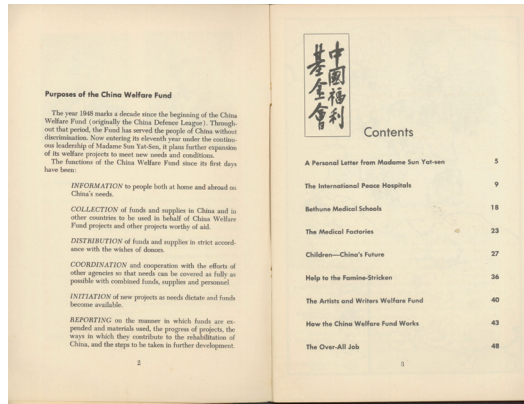 Purposes of the China Welfare Fund
The year 1948 marks a decade since the beginning of the China
Welfare Fund (originally the China Defence League). Through-
out that period, the Fund has served the people of China without
discrimination. Now entering its eleventh year under the continu-
ous leadership of Madame Sun Yat-Sen, it plans further expansion
of its welfare projects to meet new needs and conditions.
The functions of the China Welfare Fund since its first days
have been:
INFORMATION to people both at home and abroad on
China's needs.
COLLECTION of funds and supplies in China and in
other countries to be used in behalf of China Welfare
Fund projects and other projects worthy of aid.
DISTRIBUTION of funds and supplies in strict accord-
ance with the wishes of donors.
COORDINATION and cooperation with the efforts of
other agencies so that needs can be covered as fully as
possible with combined funds, supplies and personnel
INITIATION of new projects as needs dictate and funds
become available.
REPORTING on the manner in which funds are ex-
pended and materials used, the progress of projects, the
ways in which they contribute to the rehabilitation of
China, and the steps to be taken in further development.
2
中國福利
基金會
Contents
A Personal Letter from Madame Sun Yat-sen 5
The International Peace Hospitals 9
Bethune Medical Schools 18
The Medical Factories 23
Children—China's Future 27
Help to the Famine-Stricken 36
The Artists and Writers Welfare Fund 40
How the China Welfare Fund Works 43
The Over-All Job 48
3